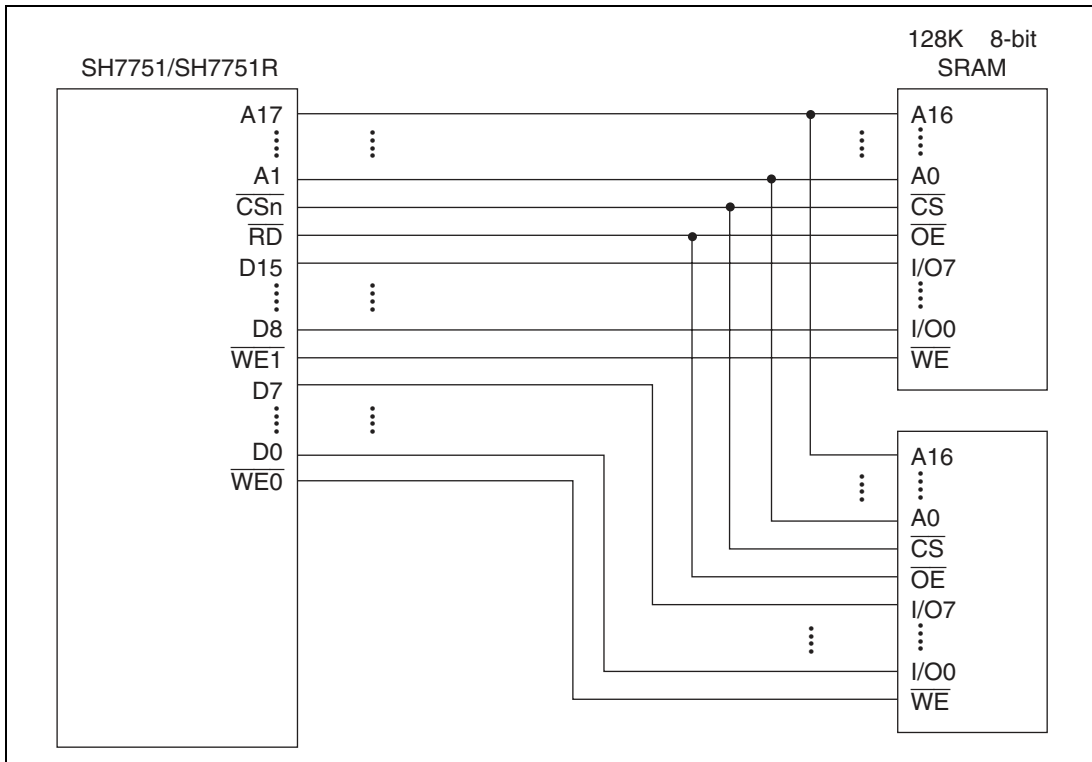 128K 8-bit
SH7751/SH7751R
SRAM
A17
A1
CSn
RD
D15
D8
WE1
D7
D0
WE0
A16
A0
CS
OE
I/O7
I/O0
WE
A16
A0
CS
OE
I/O7
I/O0
WE